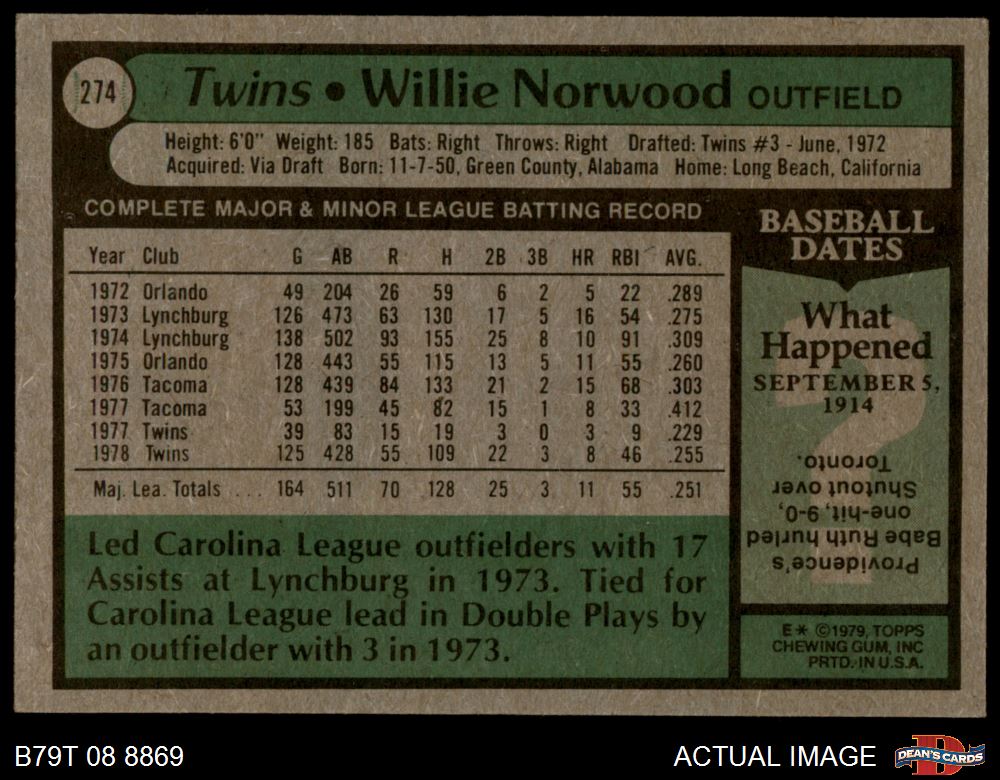 274
Twins • Willie Norwood OUTFIELD
Height: 6'0" Weight: 185 Bats: Right Throws: Right Drafted: Twins #3 - June, 1972
Acquired: Via Draft Born: 11-7-50, Green County, Alabama Home: Long Beach, California
COMPLETE MAJOR & MINOR LEAGUE BATTING RECORD
Year Club G AB R H 2B 3B HR RBI AVG.
1972 Orlando 49 204 26 59 6 2 5 22 .289
1973 Lynchburg 126 473 63 130 17 5 16 54 .275
1974 Lynchburg 138 502 93 155 25 8 10 91 .309
1975 Orlando 128 443 55 115 13 5 11 55 .260
1976 Tacoma 128 439 84 133 21 2 15 68 .303
1977 Tacoma 53 199 45 82 15 1 8 33 .412
1977 Twins 39 83 15 19 3 0 3 9 .229
1978 Twins 125 428 55 109 22 3 8 46 .255
Maj. Lea. Totals ... 164 511 70 128 25 3 11 55 .251
Led Carolina League outfielders with 17
Assists at Lynchburg in 1973. Tied for
Carolina League lead in Double Plays by
an outfielder with 3 in 1973.
BASEBALL
DATES
What
Happened
SEPTEMBER 5,
1914
Providence's
Babe Ruth hurled
one-hit, 9-0,
Shutout over
Toronto.
E* ©1979, TOPPS
CHEWING GUM, INC
PRTD. IN U.S.A.
B79T 08 8869
ACTUAL IMAGE
D
DEAN'S CARDS